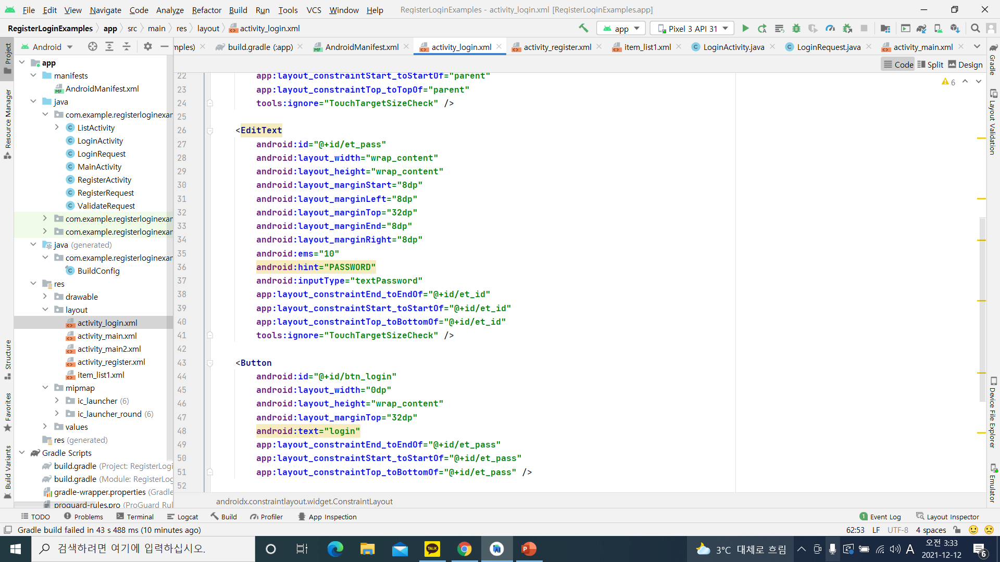 File Edit View Navigate Code Analyze Refactor Build Run Tools VCS Window Help RegisterLoginExamples - activity_login.xml [RegisterLoginExamples.app]
RegisterLoginExamples app src main res layout activity_login.xml app Pixel 3 API 31
Android mples) build.gradle (:app) AndroidManifest.xml activity_login.xml activity_register.xml item_list1.xml LoginActivity.java LoginRequest.java activity_main.xml
Code Split Design
6
Project
Resource Manager
Structure
Favorites
Build Variants
app
manifests
AndroidManifest.xml
java
com.example.registerloginexar
ListActivity
LoginActivity
LoginRequest
MainActivity
RegisterActivity
RegisterRequest
ValidateRequest
com.example.registerloginexar
com.example.registerloginexar
java (generated)
com.example.registerloginexar
BuildConfig
res
drawable
layout
activity_login.xml
activity_main.xml
activity_main2.xml
activity_register.xml
item_list1.xml
mipmap
ic_launcher (6)
ic_launcher_round (6)
values
res (generated)
Gradle Scripts
build.gradle (Project: RegisterLogi
build.gradle (Module: RegisterLog
gradle-wrapper.properties (Gradle
proguard-rules.pro (ProGuard Rul
22 app:layout_constraintStart_toStartOf="parent"
23 app:layout_constraintTop_toTopOf="parent"
24 tools:ignore="TouchTargetSizeCheck" />
25
26 <EditText
27 android:id="@+id/et_pass"
28 android:layout_width="wrap_content"
29 android:layout_height="wrap_content"
30 android:layout_marginStart="8dp"
31 android:layout_marginLeft="8dp"
32 android:layout_marginTop="32dp"
33 android:layout_marginEnd="8dp"
34 android:layout_marginRight="8dp"
35 android:ems="10"
36 android:hint="PASSWORD"
37 android:inputType="textPassword"
38 app:layout_constraintEnd_toEndOf="@+id/et_id"
39 app:layout_constraintStart_toStartOf="@+id/et_id"
40 app:layout_constraintTop_toBottomOf="@+id/et_id"
41 tools:ignore="TouchTargetSizeCheck" />
42
43 <Button
44 android:id="@+id/btn_login"
45 android:layout_width="0dp"
46 android:layout_height="wrap_content"
47 android:layout_marginTop="32dp"
48 android:text="login"
49 app:layout_constraintEnd_toEndOf="@+id/et_pass"
50 app:layout_constraintStart_toStartOf="@+id/et_pass"
51 app:layout_constraintTop_toBottomOf="@+id/et_pass" />
52
androidx.constraintlayout.widget.ConstraintLayout
Gradle
Layout Validation
Device File Explorer
Emulator
TODO Problems Terminal Logcat Build Profiler App Inspection 1 Event Log Layout Inspector
Gradle build failed in 43 s 488 ms (10 minutes ago) 62:53 LF UTF-8 4 spaces
검색하려면 여기에 입력하십시오. TALK 3°C 대체로 흐림 A 오전 3:33
2021-12-12 6